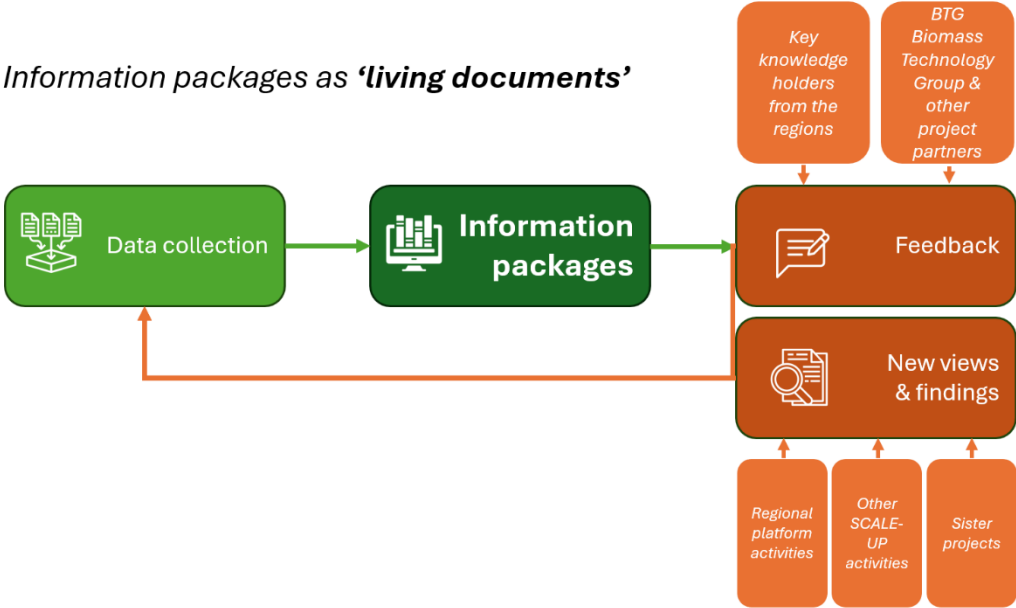 Information packages as ‘living documents’
Key
knowledge
holders
from the
regions
BTG
Biomass
Technology
Group &
other
project
partners
Data collection
Information
packages
Feedback
New views
& findings
Regional
platform
activities
Other
SCALE-
UP
activities
Sister
projects